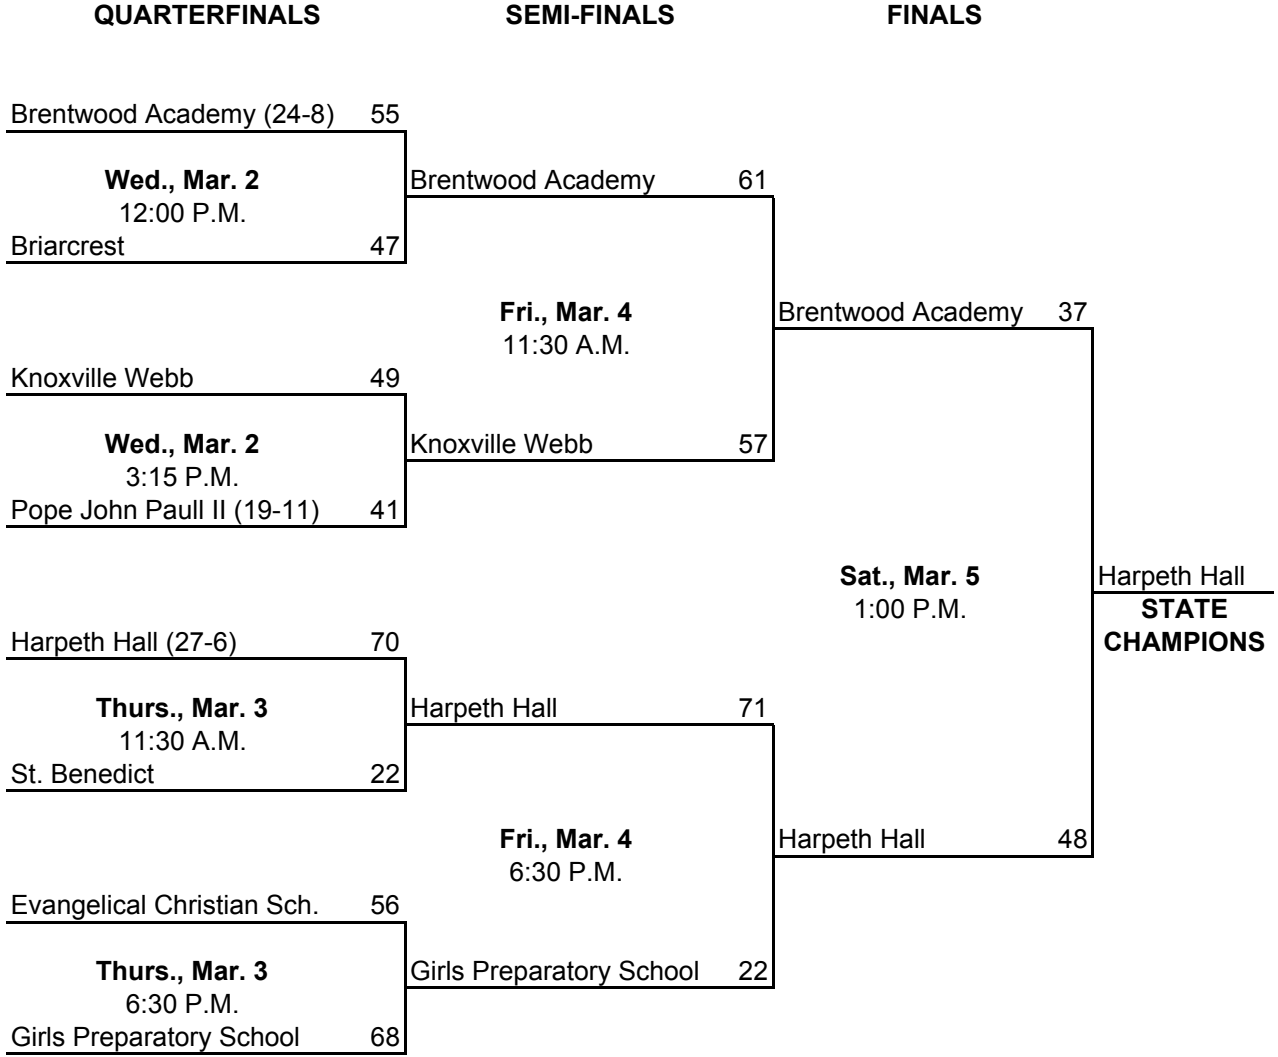 QUARTERFINALS SEMI-FINALS FINALS
Brentwood Academy (24-8) 55
Wed., Mar. 2
Brentwood Academy 61
12:00 P.M.
Briarcrest 47
Fri., Mar. 4
Brentwood Academy 37
11:30 A.M.
Knoxville Webb 49
Wed., Mar. 2
Knoxville Webb 57
3:15 P.M.
Pope John Paull II (19-11) 41
Sat., Mar. 5
Harpeth Hall
1:00 P.M.
STATE
CHAMPIONS
Harpeth Hall (27-6) 70
Thurs., Mar. 3
Harpeth Hall 71
11:30 A.M.
St. Benedict 22
Fri., Mar. 4
Harpeth Hall 48
6:30 P.M.
Evangelical Christian Sch. 56
Thurs., Mar. 3
Girls Preparatory School 22
6:30 P.M.
Girls Preparatory School 68